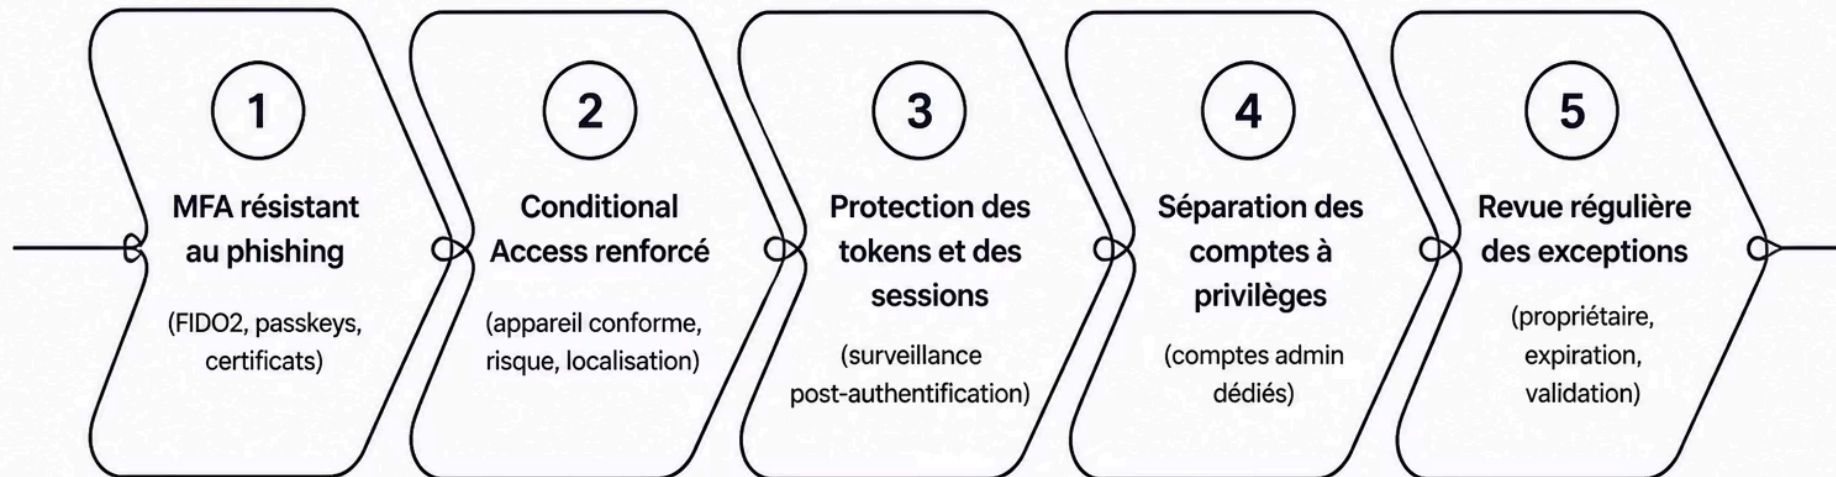 1
MFA résistant
au phishing
(FIDO2, passkeys,
certificats)
2
Conditional
Access renforcé
(appareil conforme,
risque, localisation)
3
Protection des
tokens et des
sessions
(surveillance
post-authentification)
4
Séparation des
comptes à
privilèges
(comptes admin
dédiés)
5
Revue régulière
des exceptions
(propriétaire,
expiration,
validation)